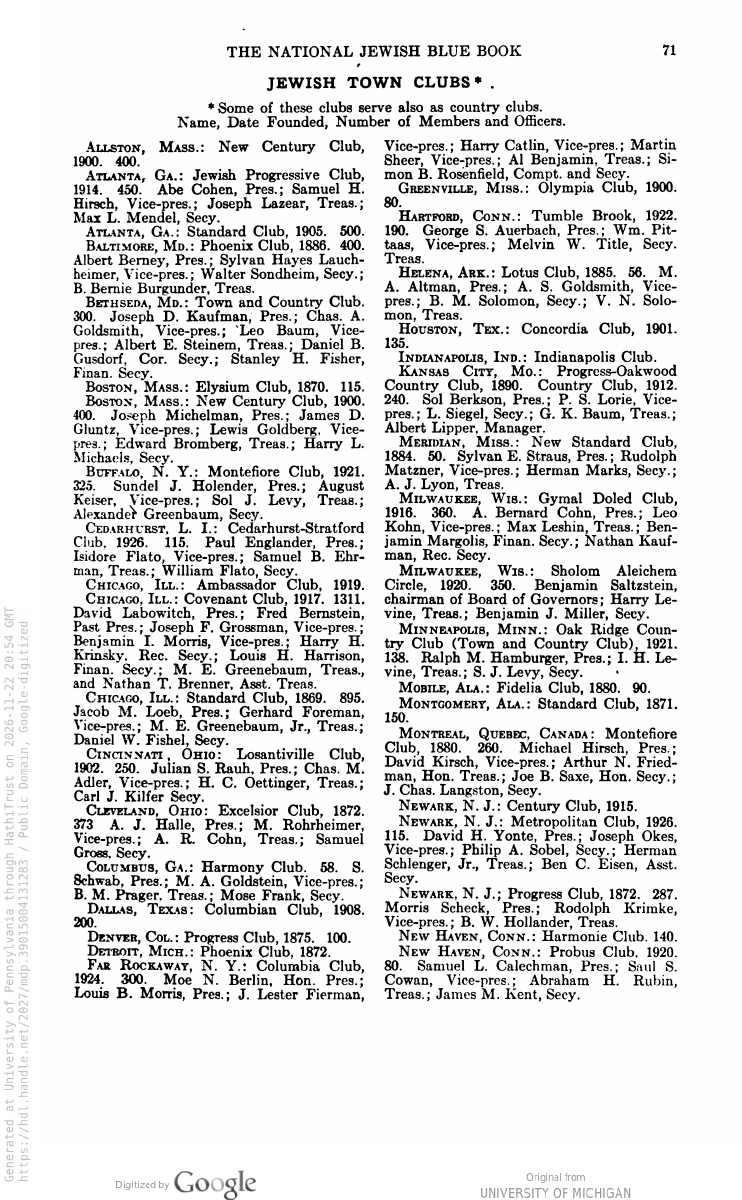 THE NATIONAL JEWISH BLUE BOOK 71
JEWISH TOWN CLUBS* .
* Some of these clubs serve also as country clubs.
Name, Date Founded, Number of Members and Officers.
ALLSTON, MASS.: New Century Club,
1900. 400.
ATLANTA, GA.: Jewish Progressive Club,
1914. 450. Abe Cohen, Pres.; Samuel H.
Hirsch, Vice-pres.; Joseph Lazear, Treas.;
Max L. Mendel, Secy.
ATLANTA, GA.: Standard Club, 1905. 500.
BALTIMORE, MD.: Phoenix Club, 1886. 400.
Albert Berney, Pres.; Sylvan Hayes Lauch-
heimer, Vice-pres.; Walter Sondheim, Secy.;
B. Bernie Burgunder, Treas.
BETHSEDA, MD.: Town and Country Club.
300. Joseph D. Kaufman, Pres.; Chas. A.
Goldsmith, Vice-pres.; Leo Baum, Vice-
pres.; Albert E. Steinem, Treas.; Daniel B.
Gusdorf, Cor. Secy.; Stanley H. Fisher,
Finan. Secy.
BOSTON, MASS.: Elysium Club, 1870. 115.
BOSTON, MASS.: New Century Club, 1900.
400. Joseph Michelman, Pres.; James D.
Gluntz, Vice-pres.; Lewis Goldberg, Vice-
pres.; Edward Bromberg, Treas.; Harry L.
Michaels, Secy.
BUFFALO, N. Y.: Montefiore Club, 1921.
325. Sundel J. Holender, Pres.; August
Keiser, Vice-pres.; Sol J. Levy, Treas.;
Alexander Greenbaum, Secy.
CEDARHURST, L. I.: Cedarhurst-Stratford
Club, 1926. 115. Paul Englander, Pres.;
Isidore Flato, Vice-pres.; Samuel B. Ehr-
man, Treas.; William Flato, Secy.
CHICAGO, ILL.: Ambassador Club, 1919.
CHICAGO, ILL.: Covenant Club, 1917. 1311.
David Labowitch, Pres.; Fred Bernstein,
Past Pres.; Joseph F. Grossman, Vice-pres.;
Benjamin I. Morris, Vice-pres.; Harry H.
Krinsky, Rec. Secy.; Louis H. Harrison,
Finan. Secy.; M. E. Greenebaum, Treas.,
and Nathan T. Brenner, Asst. Treas.
CHICAGO, ILL.: Standard Club, 1869. 895.
Jacob M. Loeb, Pres.; Gerhard Foreman,
Vice-pres.; M. E. Greenebaum, Jr., Treas.;
Daniel W. Fishel, Secy.
CINCINNATI, OHIO: Losantiville Club,
1902. 250. Julian S. Rauh, Pres.; Chas. M.
Adler, Vice-pres.; H. C. Oettinger, Treas.;
Carl J. Kilfer Secy.
CLEVELAND, OHIO: Excelsior Club, 1872.
373 A. J. Halle, Pres.; M. Rohrheimer,
Vice-pres.; A. R. Cohn, Treas.; Samuel
Gross, Secy.
COLUMBUS, GA.: Harmony Club. 58. S.
Schwab, Pres.; M. A. Goldstein, Vice-pres.;
B. M. Prager, Treas.; Mose Frank, Secy.
DALLAS, TEXAS: Columbian Club, 1908.
200.
DENVER, COL.: Progress Club, 1875. 100.
DETROIT, MICH.: Phoenix Club, 1872.
FAR ROCKAWAY, N. Y.: Columbia Club,
1924. 300. Moe N. Berlin, Hon. Pres.;
Louis B. Morris, Pres.; J. Lester Fierman,
Vice-pres.; Harry Catlin, Vice-pres.; Martin
Sheer, Vice-pres.; Al Benjamin, Treas.; Si-
mon B. Rosenfield, Compt. and Secy.
GREENVILLE, MISS.: Olympia Club, 1900.
80.
HARTFORD, CONN.: Tumble Brook, 1922.
190. George S. Auerbach, Pres.; Wm. Pit-
taas, Vice-pres.; Melvin W. Title, Secy.
Treas.
HELENA, ARK.: Lotus Club, 1885. 56. M.
A. Altman, Pres.; A. S. Goldsmith, Vice-
pres.; B. M. Solomon, Secy.; V. N. Solo-
mon, Treas.
HOUSTON, TEX.: Concordia Club, 1901.
135.
INDIANAPOLIS, IND.: Indianapolis Club.
KANSAS CITY, MO.: Progress-Oakwood
Country Club, 1890. Country Club, 1912.
240. Sol Berkson, Pres.; P. S. Lorie, Vice-
pres.; L. Siegel, Secy.; G. K. Baum, Treas.;
Albert Lipper, Manager.
MERIDIAN, MISS.: New Standard Club,
1884. 50. Sylvan E. Straus, Pres.; Rudolph
Matzner, Vice-pres.; Herman Marks, Secy.;
A. J. Lyon, Treas.
MILWAUKEE, WIS.: Gymal Doled Club,
1916. 360. A. Bernard Cohn, Pres.; Leo
Kohn, Vice-pres.; Max Leshin, Treas.; Ben-
jamin Margolis, Finan. Secy.; Nathan Kauf-
man, Rec. Secy.
MILWAUKEE, WIS.: Sholom Aleichem
Circle, 1920. 350. Benjamin Saltzstein,
chairman of Board of Governors; Harry Le-
vine, Treas.; Benjamin J. Miller, Secy.
MINNEAPOLIS, MINN.: Oak Ridge Coun-
try Club (Town and Country Club), 1921.
138. Ralph M. Hamburger, Pres.; I. H. Le-
vine, Treas.; S. J. Levy, Secy.
MOBILE, ALA.: Fidelia Club, 1880. 90.
MONTGOMERY, ALA.: Standard Club, 1871.
150.
MONTREAL, QUEBEC, CANADA: Montefiore
Club, 1880. 260. Michael Hirsch, Pres.;
David Kirsch, Vice-pres.; Arthur N. Fried-
man, Hon. Treas.; Joe B. Saxe, Hon. Secy.;
J. Chas. Langston, Secy.
NEWARK, N. J.: Century Club, 1915.
NEWARK, N. J.: Metropolitan Club, 1926.
115. David H. Yonte, Pres.; Joseph Okes,
Vice-pres.; Philip A. Sobel, Secy.; Herman
Schlenger, Jr., Treas.; Ben C. Eisen, Asst.
Secy.
NEWARK, N. J.; Progress Club, 1872. 287.
Morris Scheck, Pres.; Rodolph Krimke,
Vice-pres.; B. W. Hollander, Treas.
NEW HAVEN, CONN.: Harmonie Club. 140.
NEW HAVEN, CONN.: Probus Club, 1920.
80. Samuel L. Calechman, Pres.; Saul S.
Cowan, Vice-pres.; Abraham H. Rubin,
Treas.; James M. Kent, Secy.
Generated at University of Pennsylvania through HathiTrust on 2026-11-22 20:54 GMT
https://hdl.handle.net/2027/mdp.39015004131283 / Public Domain, Google-digitized
Digitized by Google
Original from
UNIVERSITY OF MICHIGAN